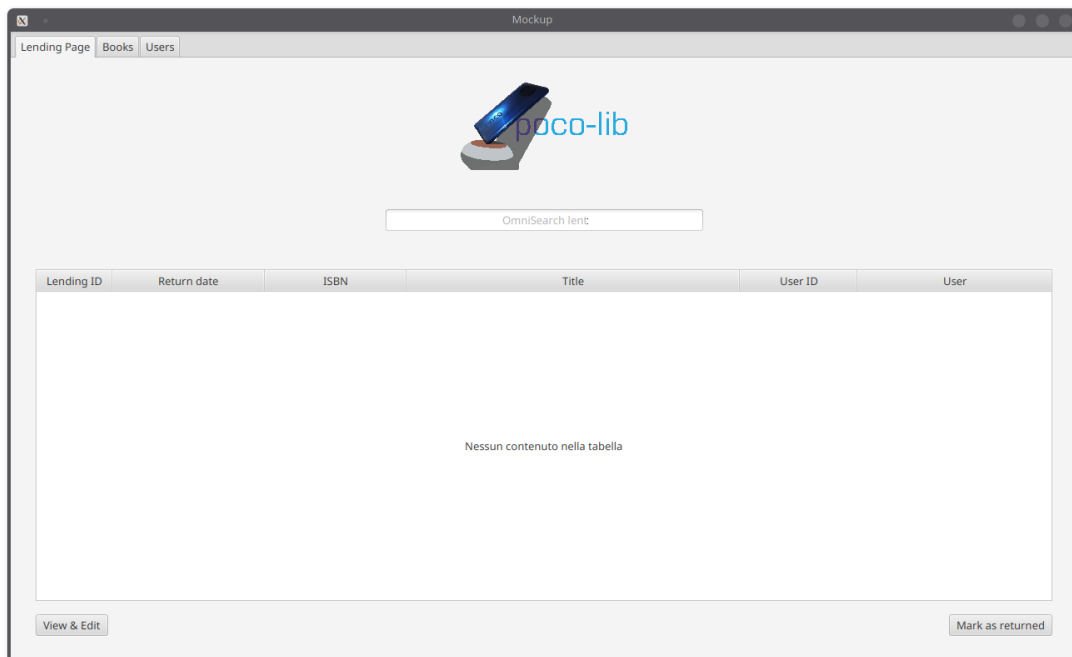 Mockup
Lending Page Books Users
poco-lib
OmniSearch lent
Lending ID Return date ISBN Title User ID User
Nessun contenuto nella tabella
View & Edit Mark as returned